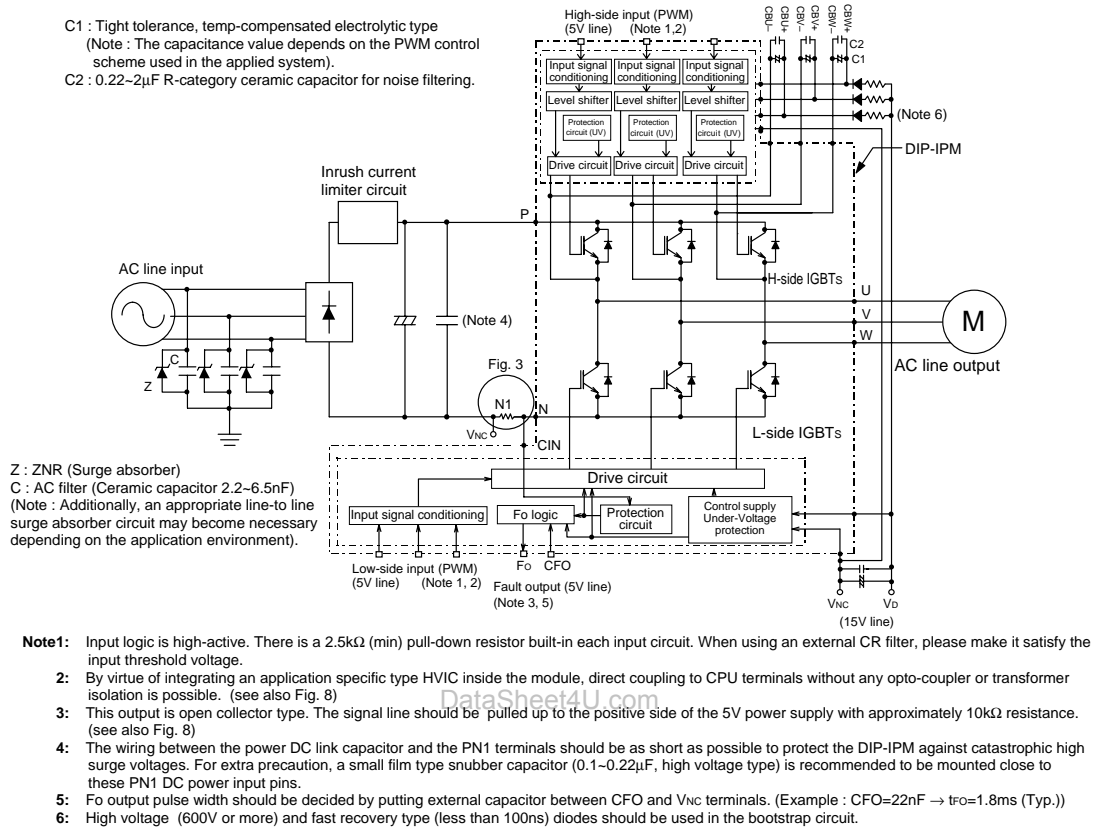 C1 : Tight tolerance, temp-compensated electrolytic type
(Note : The capacitance value depends on the PWM control
scheme used in the applied system).
C2 : 0.22~2μF R-category ceramic capacitor for noise filtering.
High-side input (PWM)
(5V line) (Note 1,2)
CBU–
CBU+
CBV–
CBV+
CBW–
CBW+
C2
C1
Input signal conditioning
Input signal conditioning
Input signal conditioning
Level shifter
Level shifter
Level shifter
Protection circuit (UV)
Protection circuit (UV)
Protection circuit (UV)
Drive circuit
Drive circuit
Drive circuit
(Note 6)
DIP-IPM
Inrush current
limiter circuit
P
AC line input
H-side IGBTs
U
V
W
M
AC line output
(Note 4)
C
Z
Fig. 3
N1
N
VNC
CIN
L-side IGBTs
Z : ZNR (Surge absorber)
C : AC filter (Ceramic capacitor 2.2~6.5nF)
(Note : Additionally, an appropriate line-to line
surge absorber circuit may become necessary
depending on the application environment).
Drive circuit
Input signal conditioning
Fo logic
Protection
circuit
Control supply
Under-Voltage
protection
Low-side input (PWM)
(5V line) (Note 1, 2)
FO CFO
Fault output (5V line)
(Note 3, 5)
VNC VD
(15V line)
Note1: Input logic is high-active. There is a 2.5kΩ (min) pull-down resistor built-in each input circuit. When using an external CR filter, please make it satisfy the
input threshold voltage.
2: By virtue of integrating an application specific type HVIC inside the module, direct coupling to CPU terminals without any opto-coupler or transformer
isolation is possible. (see also Fig. 8)
DataSheet4U.com
3: This output is open collector type. The signal line should be pulled up to the positive side of the 5V power supply with approximately 10kΩ resistance.
(see also Fig. 8)
4: The wiring between the power DC link capacitor and the PN1 terminals should be as short as possible to protect the DIP-IPM against catastrophic high
surge voltages. For extra precaution, a small film type snubber capacitor (0.1~0.22μF, high voltage type) is recommended to be mounted close to
these PN1 DC power input pins.
5: Fo output pulse width should be decided by putting external capacitor between CFO and VNC terminals. (Example : CFO=22nF → tFO=1.8ms (Typ.))
6: High voltage (600V or more) and fast recovery type (less than 100ns) diodes should be used in the bootstrap circuit.